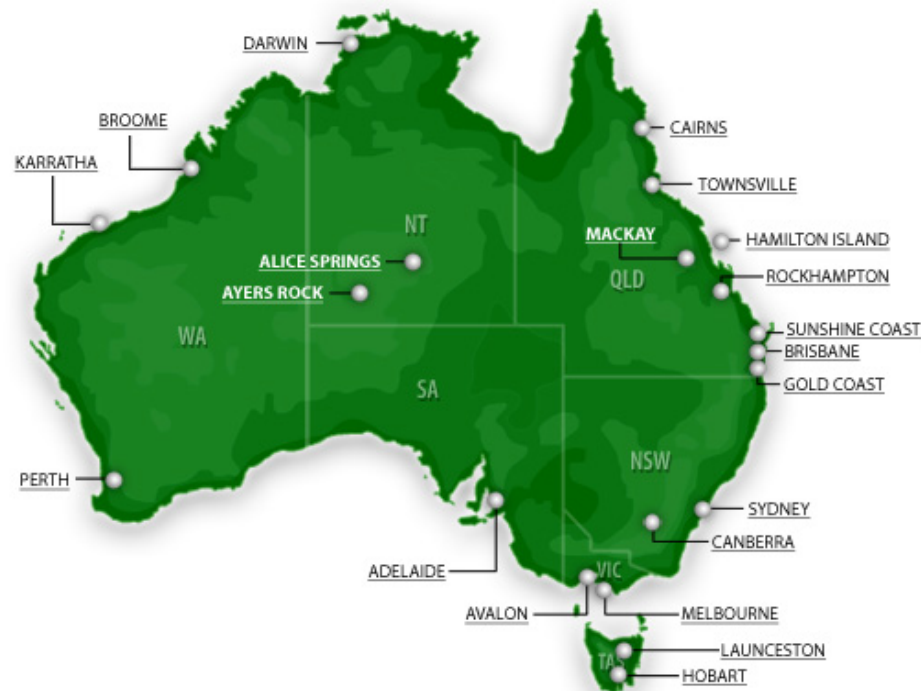 DARWIN
BROOME
CAIRNS
KARRATHA
TOWNSVILLE
NT
MACKAY
HAMILTON ISLAND
ALICE SPRINGS
QLD
ROCKHAMPTON
AYERS ROCK
WA
SUNSHINE COAST
BRISBANE
SA
GOLD COAST
NSW
PERTH
SYDNEY
CANBERRA
ADELAIDE
VIC
AVALON
MELBOURNE
LAUNCESTON
TAS
HOBART